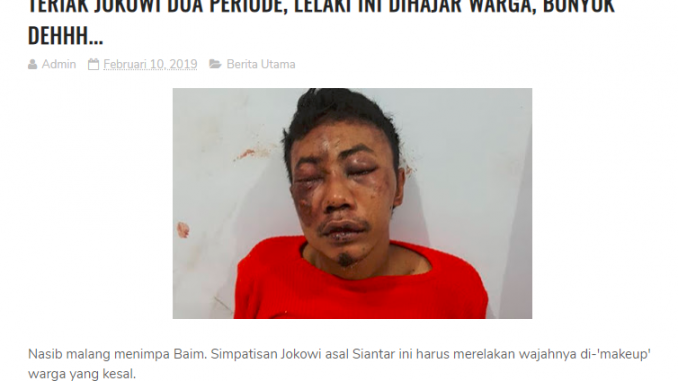 TERIAK JOKOWI DUA PERIODE, LELAKI INI DIHAJAR WARGA, BONYOK
DEHHH...
Admin Februari 10, 2019 Berita Utama
Nasib malang menimpa Baim. Simpatisan Jokowi asal Siantar ini harus merelakan wajahnya di-'makeup'
warga yang kesal.